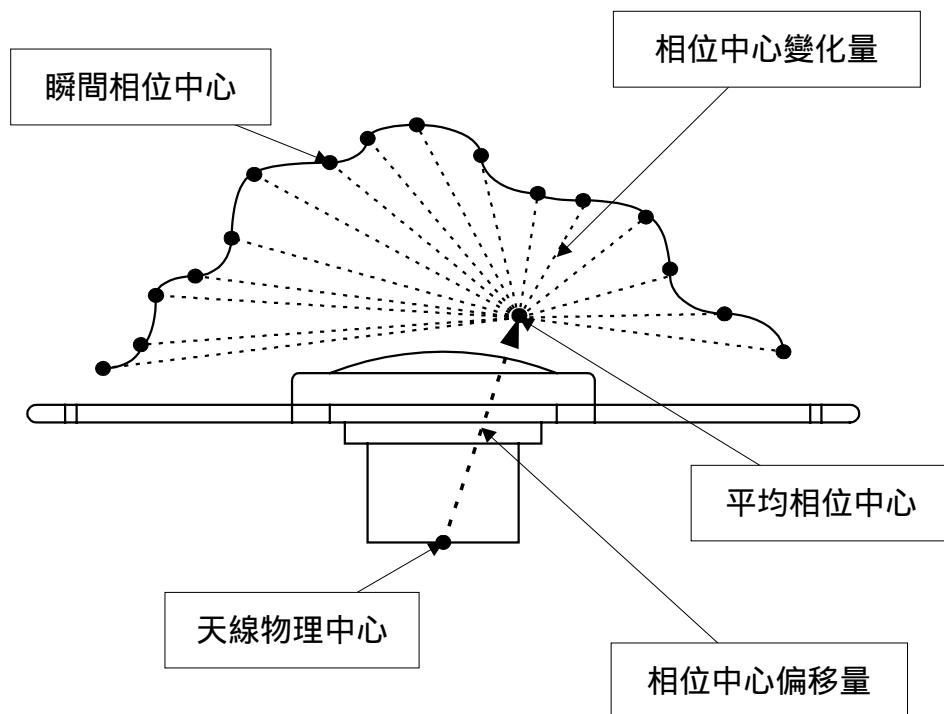 相位中心變化量
瞬間相位中心
平均相位中心
天線物理中心
相位中心偏移量